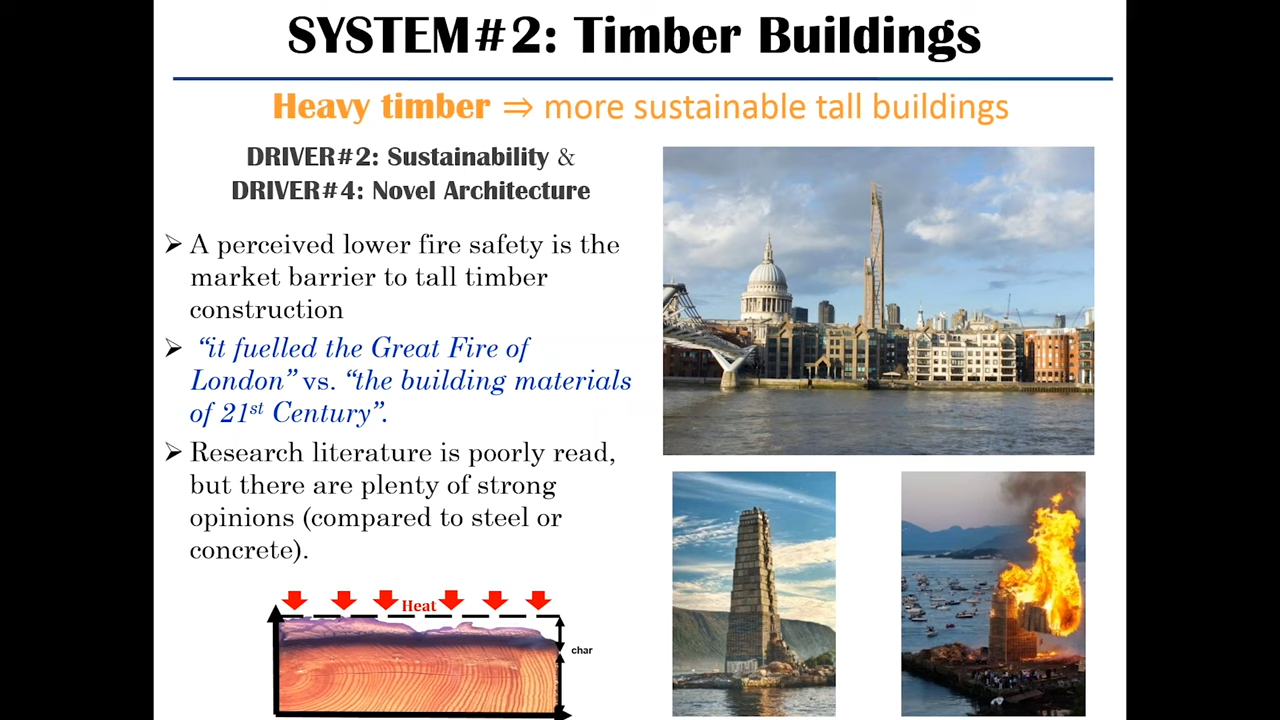 SYSTEM#2: Timber Buildings
Heavy timber ⇒ more sustainable tall buildings
DRIVER#2: Sustainability &
DRIVER#4: Novel Architecture
➢ A perceived lower fire safety is the
market barrier to tall timber
construction
➢ “it fuelled the Great Fire of
London” vs. “the building materials
of 21st Century”.
➢ Research literature is poorly read,
but there are plenty of strong
opinions (compared to steel or
concrete).
Heat
char